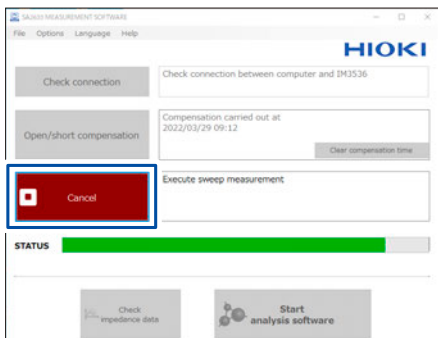 SA2633 MEASUREMENT SOFTWARE
File Options Language Help
HIOKI
Check connection
Check connection between computer and IM3536
Open/short compensation
Compensation carried out at
2022/03/29 09:12
Clear compensation time
Cancel
Execute sweep measurement
STATUS
Check
impedance data
Start
analysis software